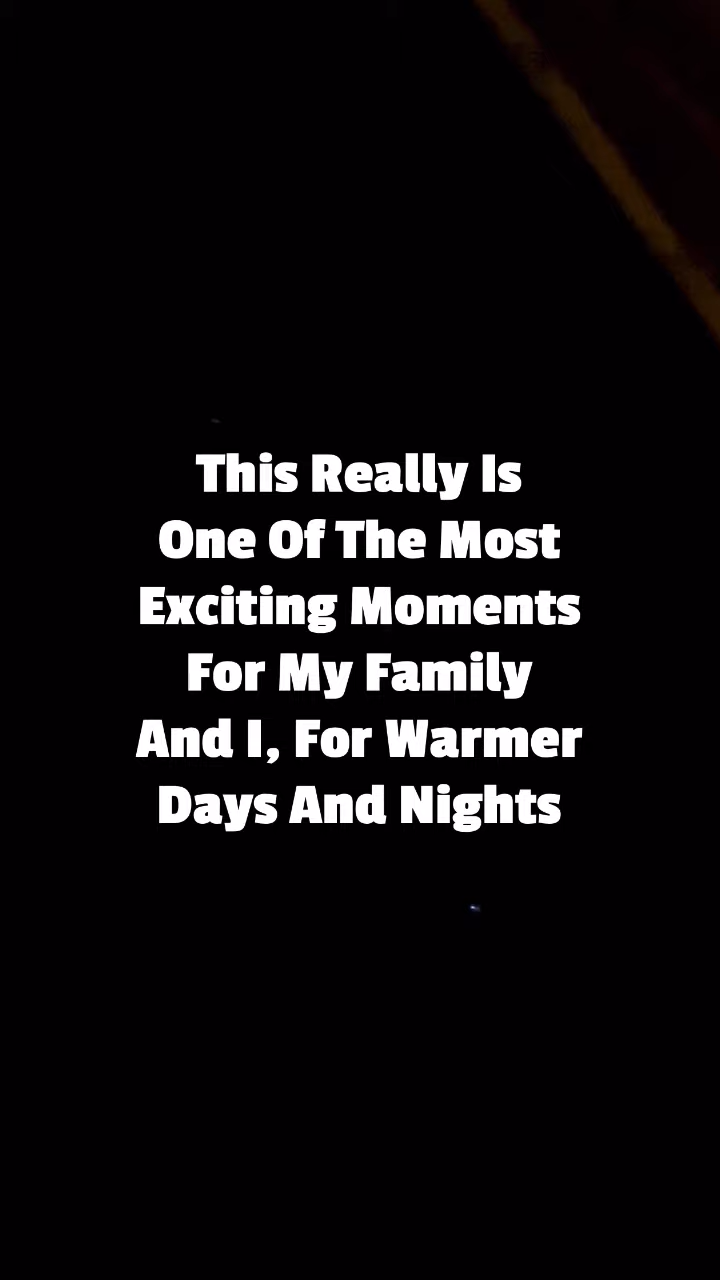 This Really Is
One Of The Most
Exciting Moments
For My Family
And I, For Warmer
Days And Nights